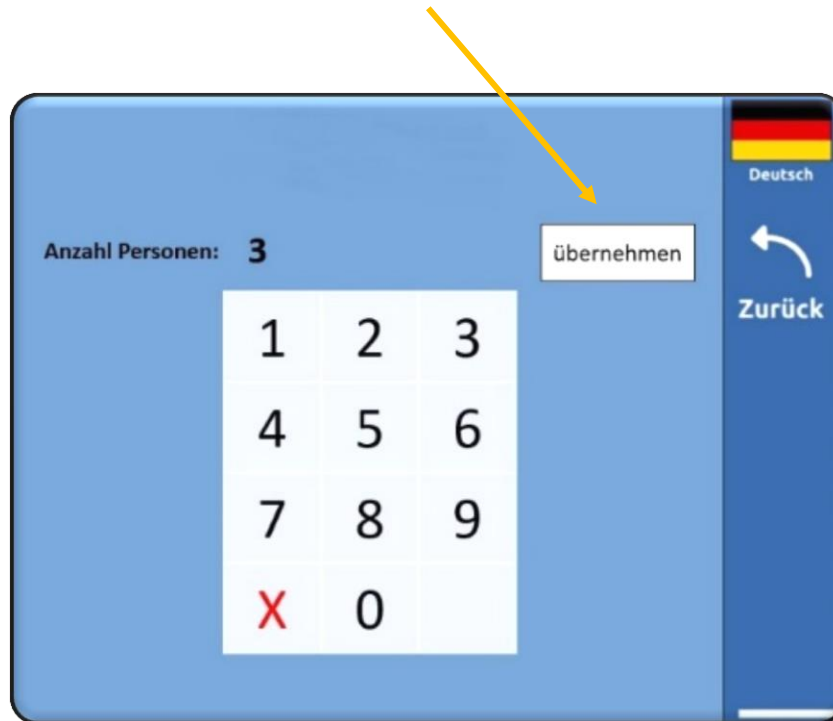 Deutsch
Anzahl Personen: 3
übernehmen
Zurück
1 2 3
4 5 6
7 8 9
X 0